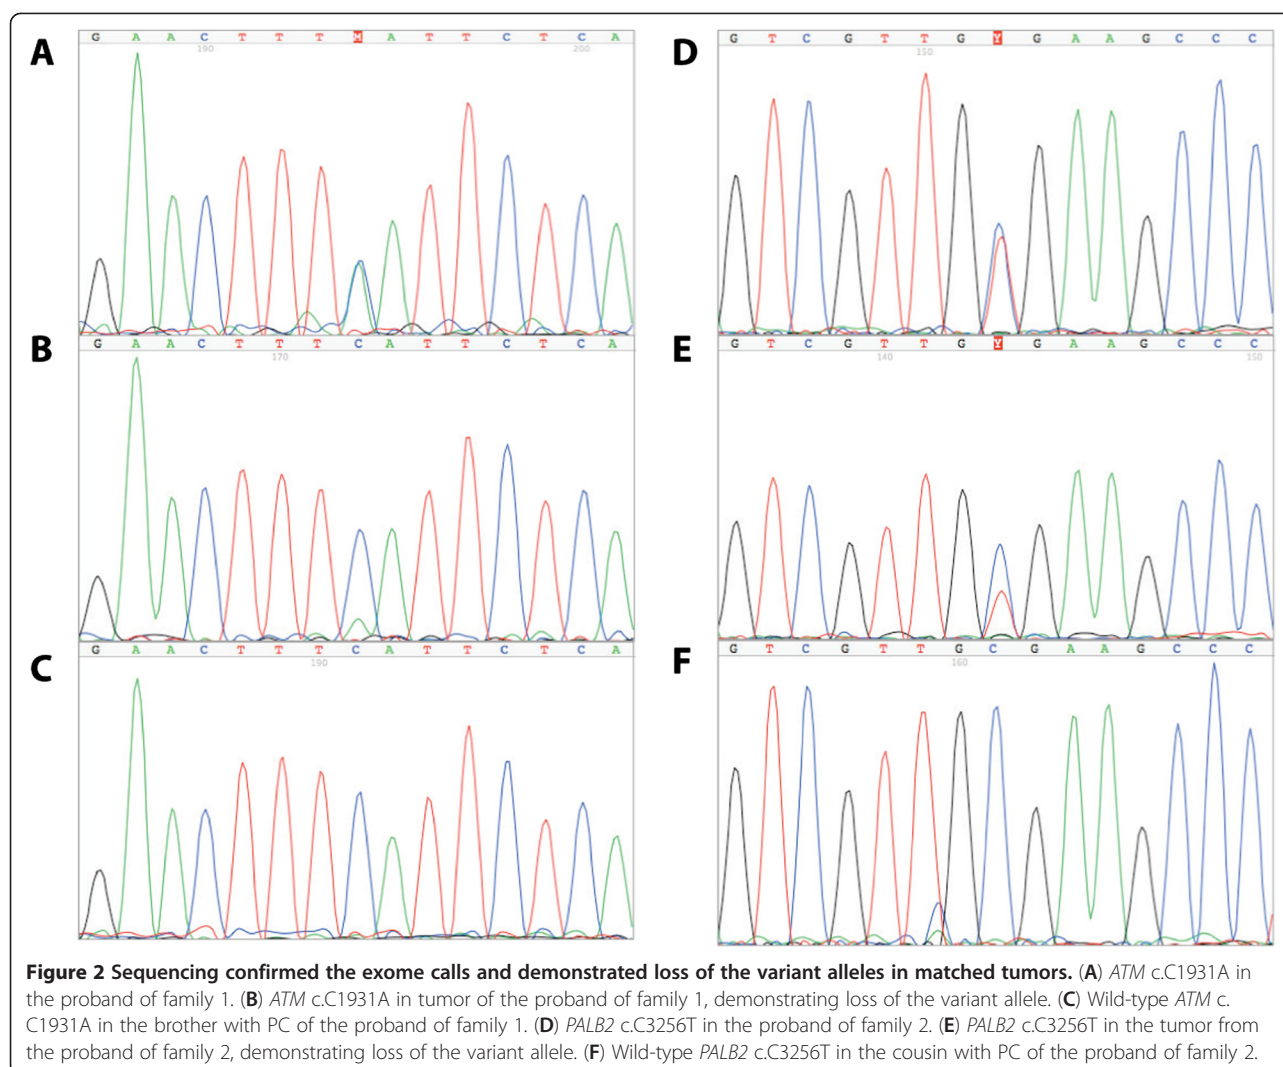 A
G A A C T T T M A T T C T C A
190 200
B
G A A C T T T C A T T C T C A
170
C
G A A C T T T C A T T C T C A
190
D
G T C G T T G Y G A A G C C C
150
E
G T C G T T G Y G A A G C C C
140 150
F
G T C G T T G C G A A G C C C
160
Figure 2 Sequencing confirmed the exome calls and demonstrated loss of the variant alleles in matched tumors. (A) ATM c.C1931A in
the proband of family 1. (B) ATM c.C1931A in tumor of the proband of family 1, demonstrating loss of the variant allele. (C) Wild-type ATM c.
C1931A in the brother with PC of the proband of family 1. (D) PALB2 c.C3256T in the proband of family 2. (E) PALB2 c.C3256T in the tumor from
the proband of family 2, demonstrating loss of the variant allele. (F) Wild-type PALB2 c.C3256T in the cousin with PC of the proband of family 2.